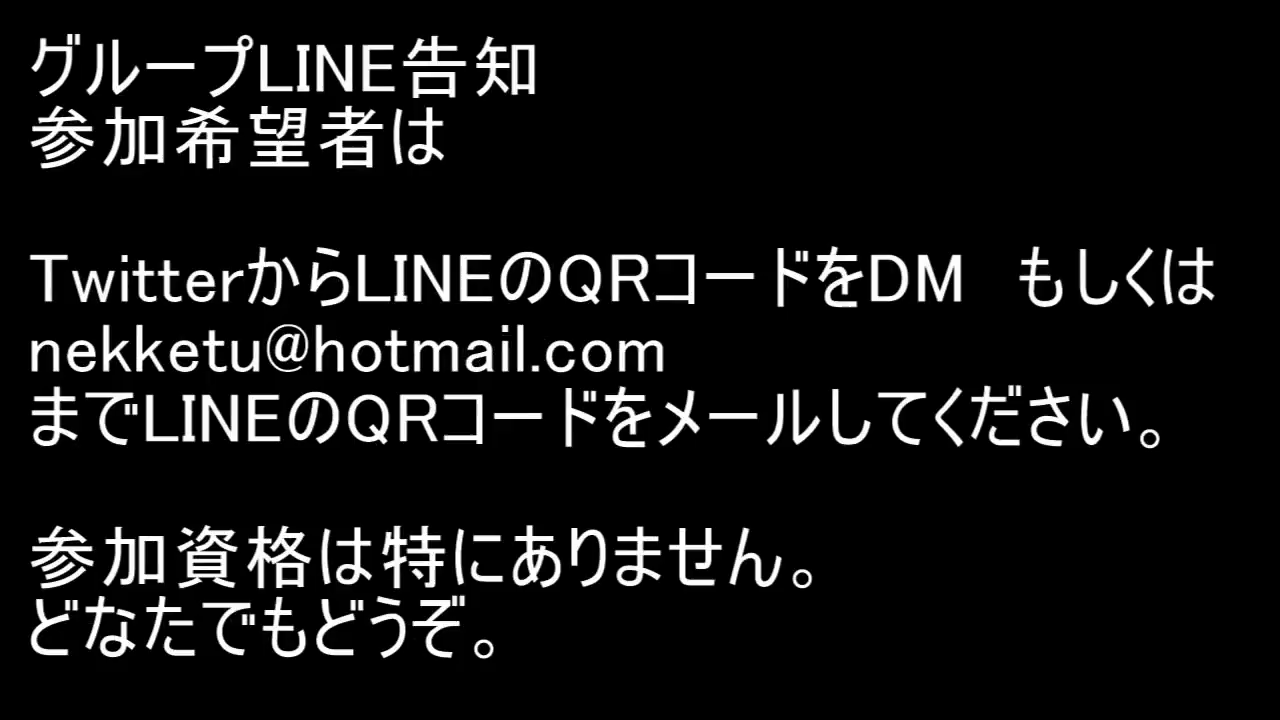 グループLINE告知
参加希望者は
TwitterからLINEのQRコードをDM　もしくは
nekketu@hotmail.com
までLINEのQRコードをメールしてください。
参加資格は特にありません。
どなたでもどうぞ。